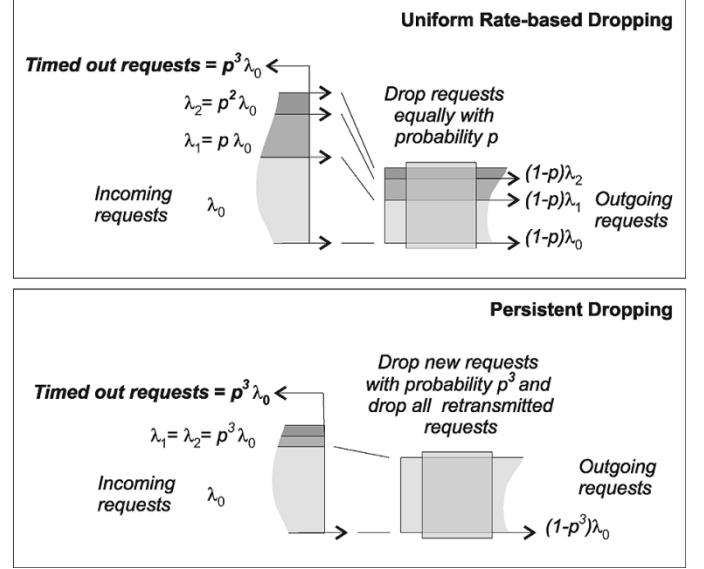 Uniform Rate-based Dropping
Timed out requests = p³λ₀
λ₂= p²λ₀
λ₁= p λ₀
Incoming
requests
λ₀
Drop requests
equally with
probability p
(1-p)λ₂
(1-p)λ₁
Outgoing
requests
(1-p)λ₀
Persistent Dropping
Timed out requests = p³λ₀
λ₁= λ₂= p³λ₀
Incoming
requests
λ₀
Drop new requests
with probability p³ and
drop all retransmitted
requests
Outgoing
requests
(1-p³)λ₀